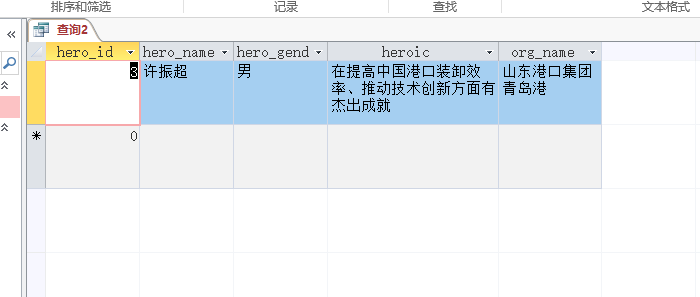 排序和筛选 记录 查找 文本格式
查询2
hero_id hero_name hero_gend heroic org_name
3 许振超 男 在提高中国港口装卸效 山东港口集团
率、推动技术创新方面有 青岛港
杰出成就
* 0